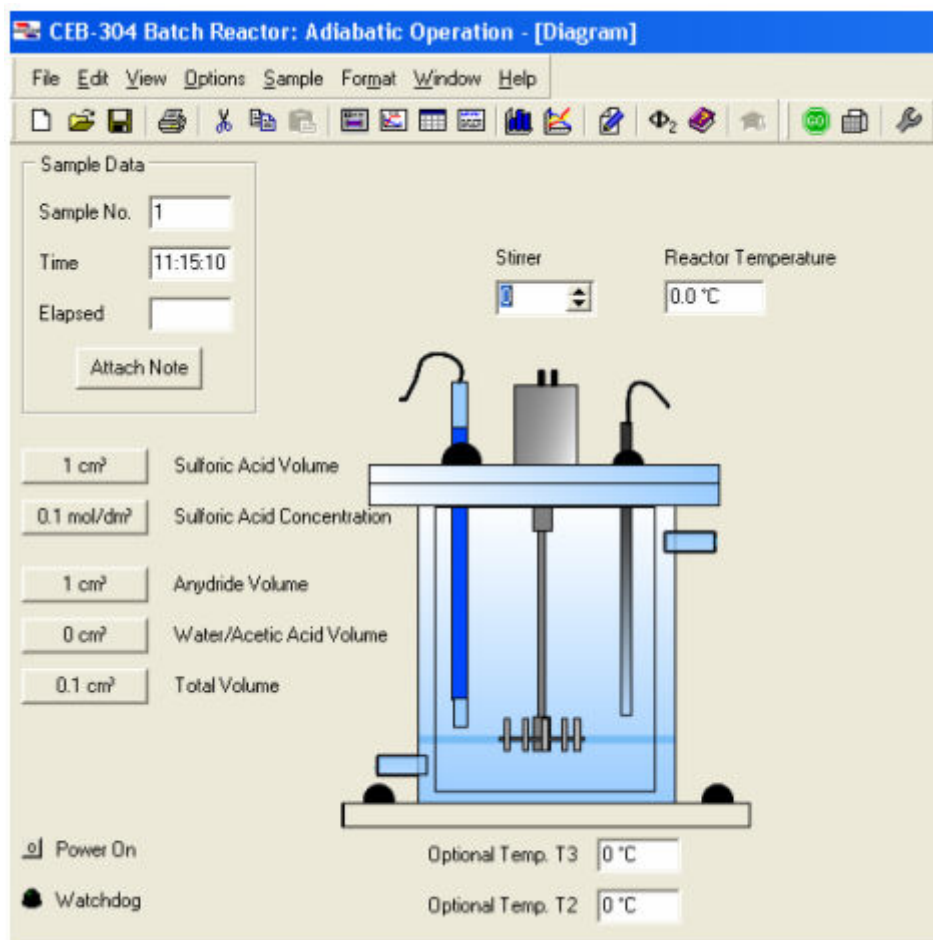 CEB-304 Batch Reactor: Adiabatic Operation - [Diagram]
File Edit View Options Sample Format Window Help
Φ2 GO
Sample Data
Sample No. 1
Time 11:15:10
Elapsed
Attach Note
Stirrer Reactor Temperature
0 0.0 °C
1 cm³ Sulforic Acid Volume
0.1 mol/dm³ Sulforic Acid Concentration
1 cm³ Anydride Volume
0 cm³ Water/Acetic Acid Volume
0.1 cm³ Total Volume
Power On
Watchdog
Optional Temp. T3 0 °C
Optional Temp. T2 0 °C